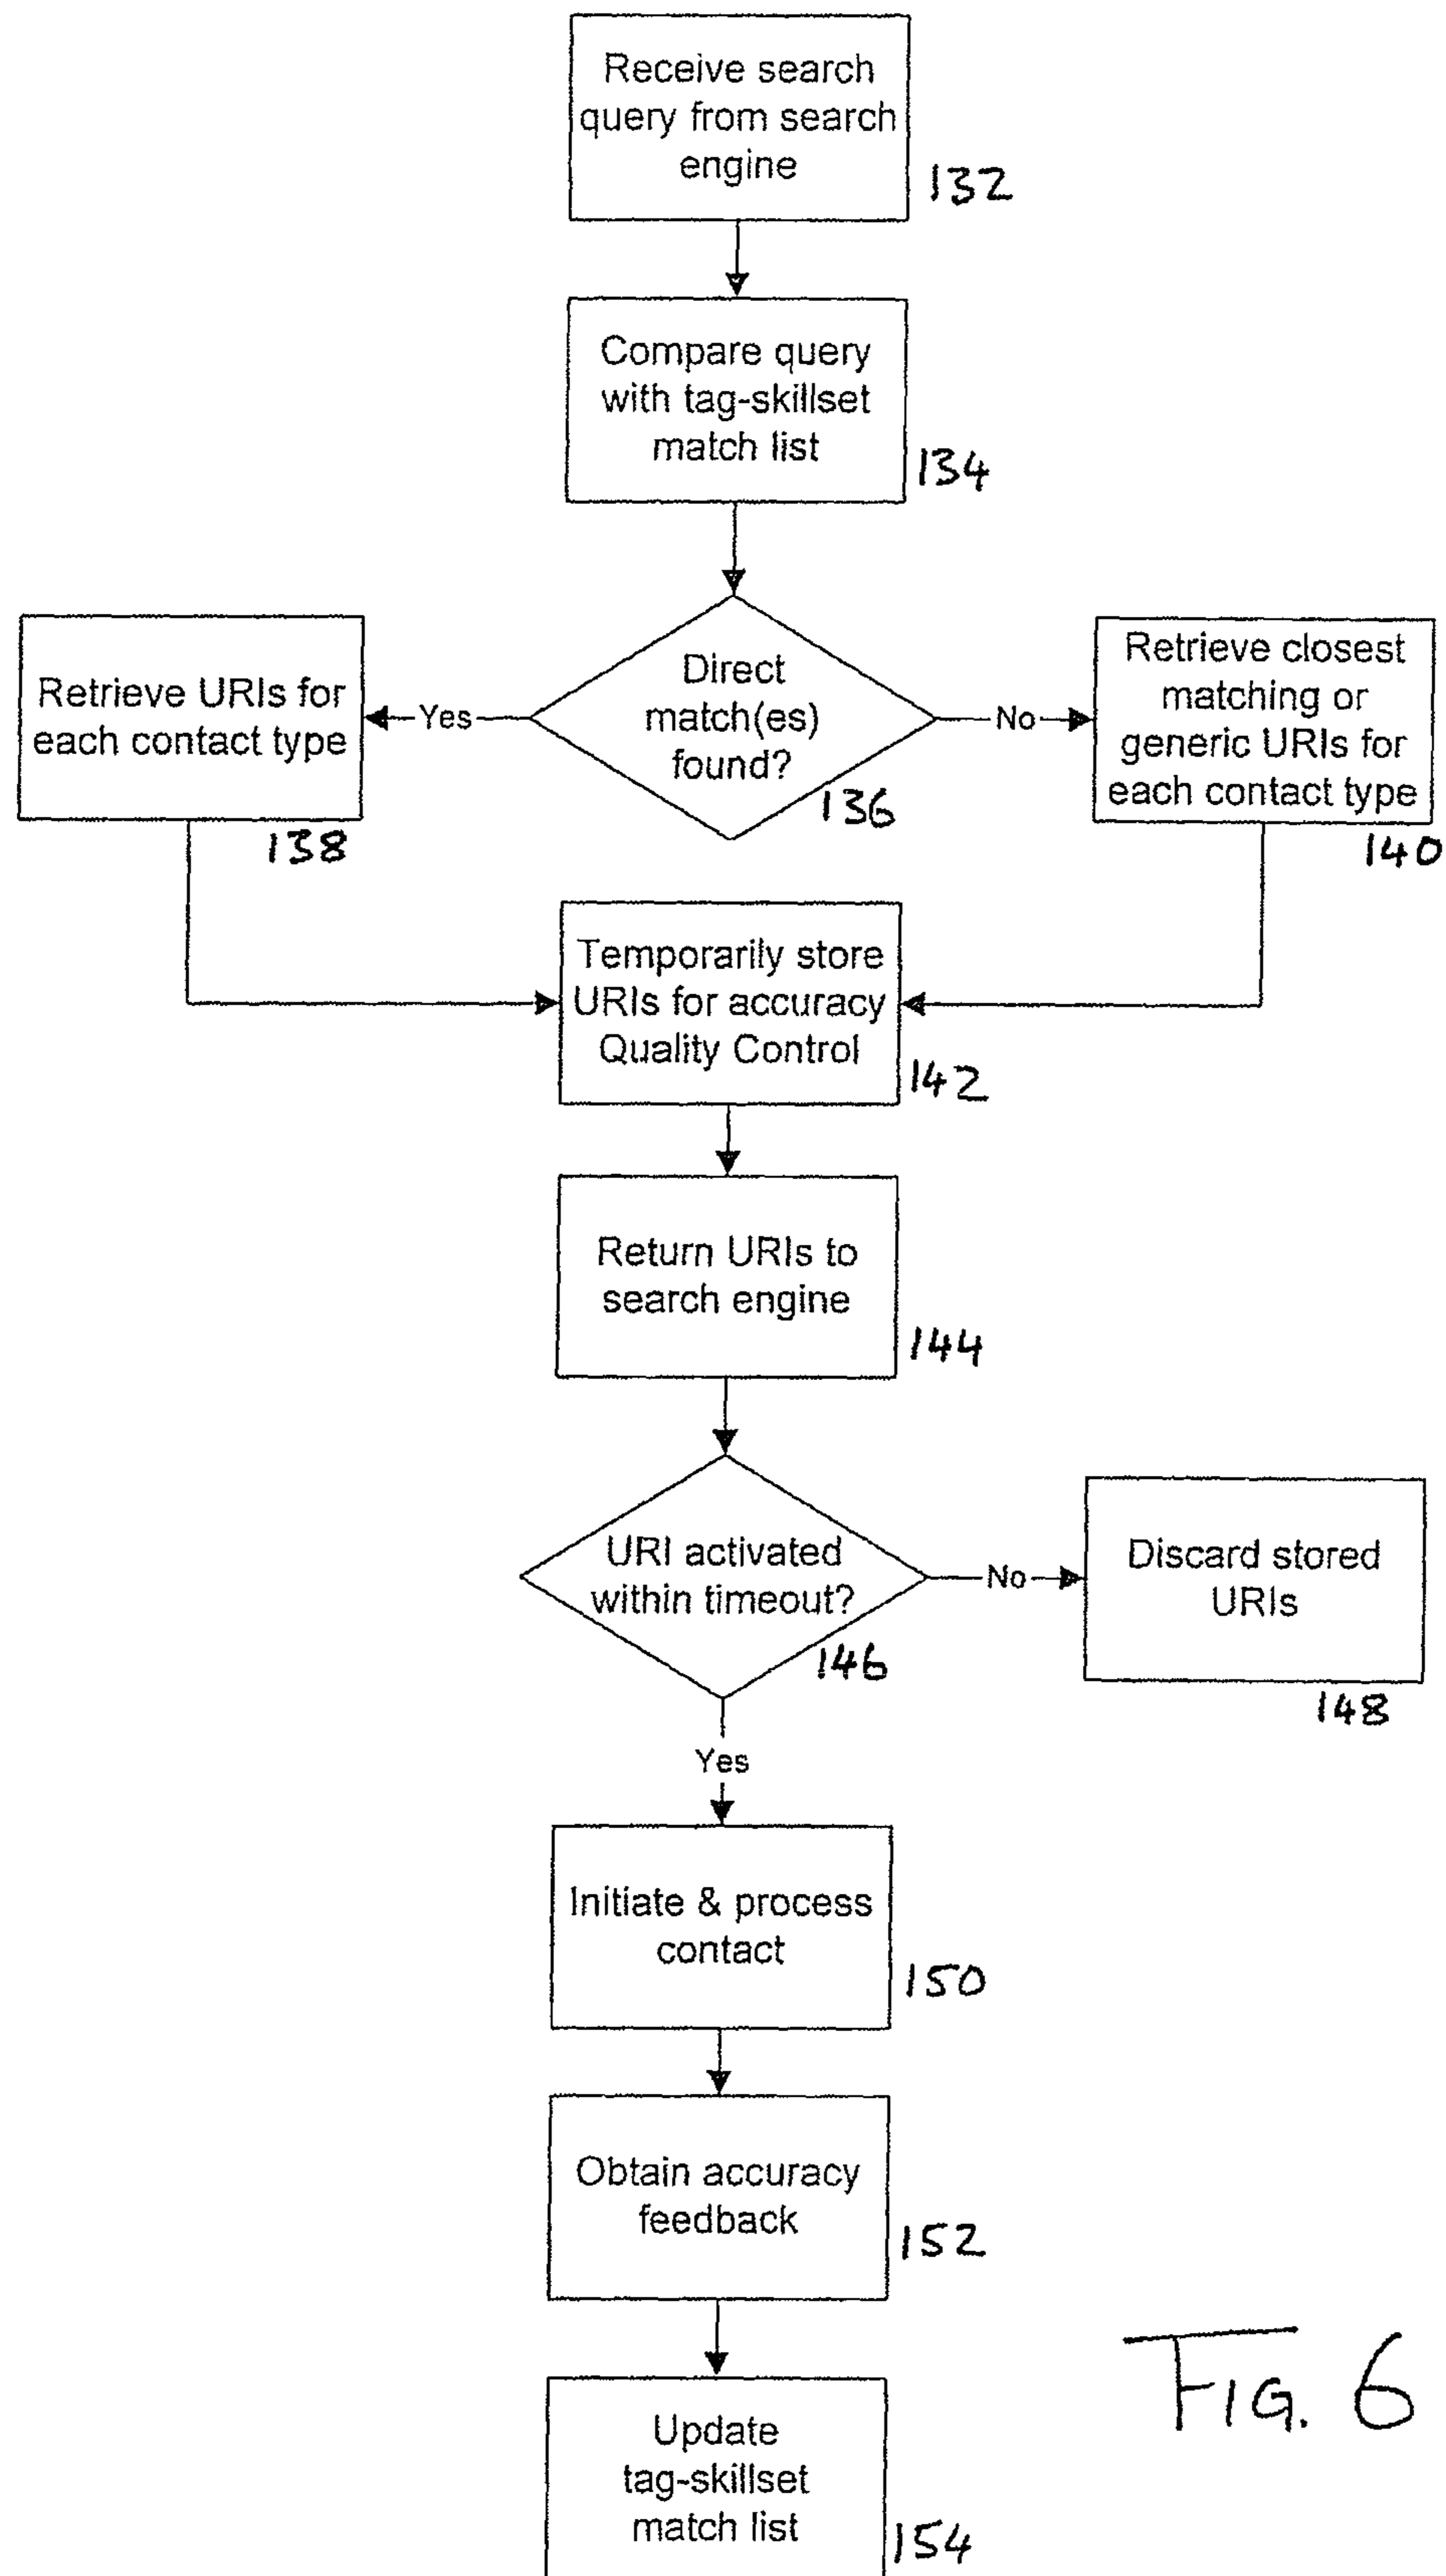 Receive search
query from search
engine
132
Compare query
with tag-skillset
match list
134
Direct
match(es)
found?
136
Yes
No
Retrieve URIs for
each contact type
138
Retrieve closest
matching or
generic URIs for
each contact type
140
Temporarily store
URIs for accuracy
Quality Control
142
Return URIs to
search engine
144
URI activated
within timeout?
146
No
Discard stored
URIs
148
Yes
Initiate & process
contact
150
Obtain accuracy
feedback
152
Update
tag-skillset
match list
154
FIG. 6